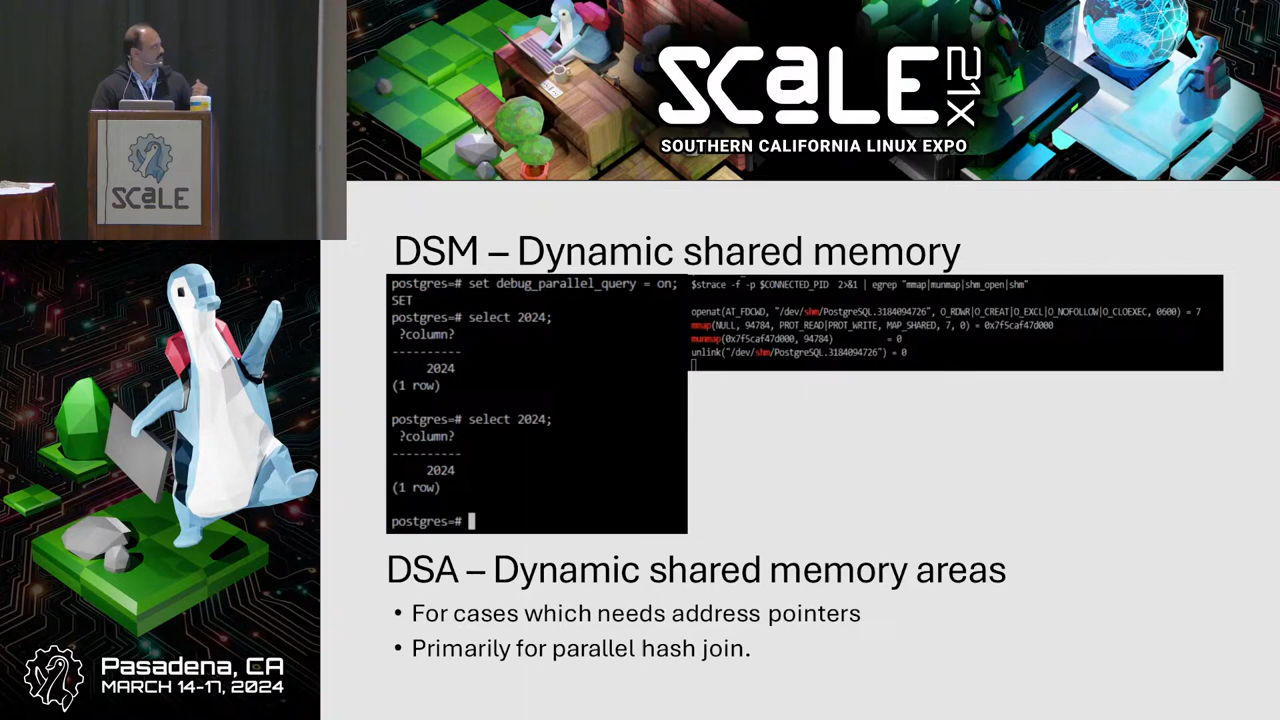 SCALE
21X
SOUTHERN CALIFORNIA LINUX EXPO
SCALE
DSM – Dynamic shared memory
postgres=# set debug_parallel_query = on;
SET
postgres=# select 2024;
?column?
----------
2024
(1 row)
postgres=# select 2024;
?column?
----------
2024
(1 row)
postgres=#
$strace -f -p $CONNECTED_PID 2>&1 | egrep "mmap|munmap|shm_open|shm"
openat(AT_FDCWD, "/dev/shm/PostgreSQL.3184094726", O_RDWR|O_CREAT|O_EXCL|O_NOFOLLOW|O_CLOEXEC, 0600) = 7
mmap(NULL, 94784, PROT_READ|PROT_WRITE, MAP_SHARED, 7, 0) = 0x7f5caf47d000
munmap(0x7f5caf47d000, 94784) = 0
unlink("/dev/shm/PostgreSQL.3184094726") = 0
DSA – Dynamic shared memory areas
• For cases which needs address pointers
• Primarily for parallel hash join.
Pasadena, CA
MARCH 14-17, 2024